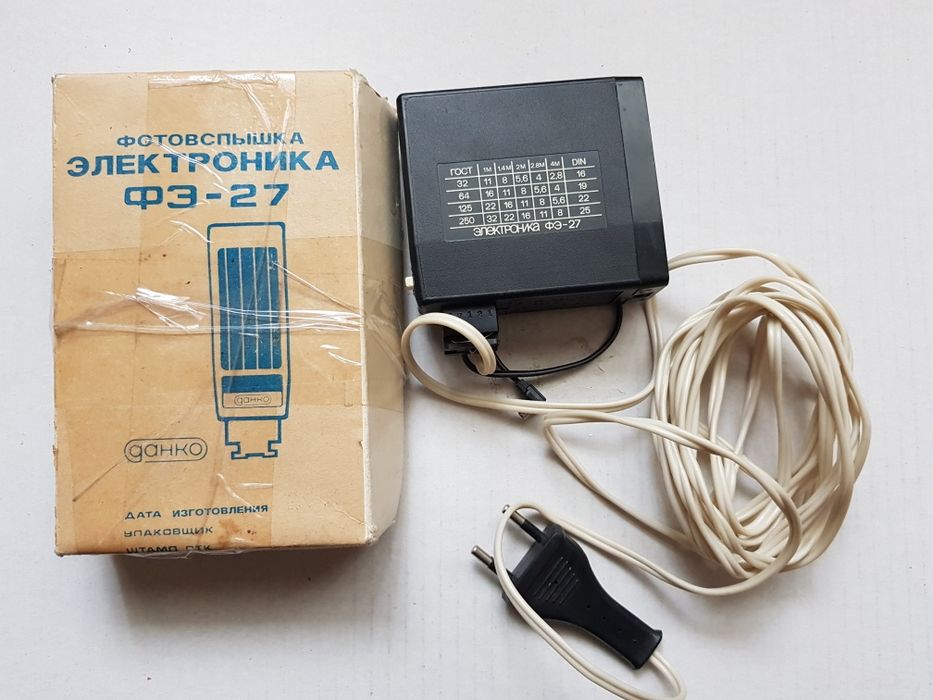 ФОТОВСПЫШКА
ЭЛЕКТРОНИКА
ФЭ-27
данко
данко
ДАТА ИЗГОТОВЛЕНИЯ
УПАКОВЩИК
ШТАМП ОТК
ГОСТ 1М 1,4М 2М 2,8М 4М DIN
32 11 8 5,6 4 2,8 16
64 16 11 8 5,6 4 19
125 22 16 11 8 5,6 22
250 32 22 16 11 8 25
электроника ФЭ-27